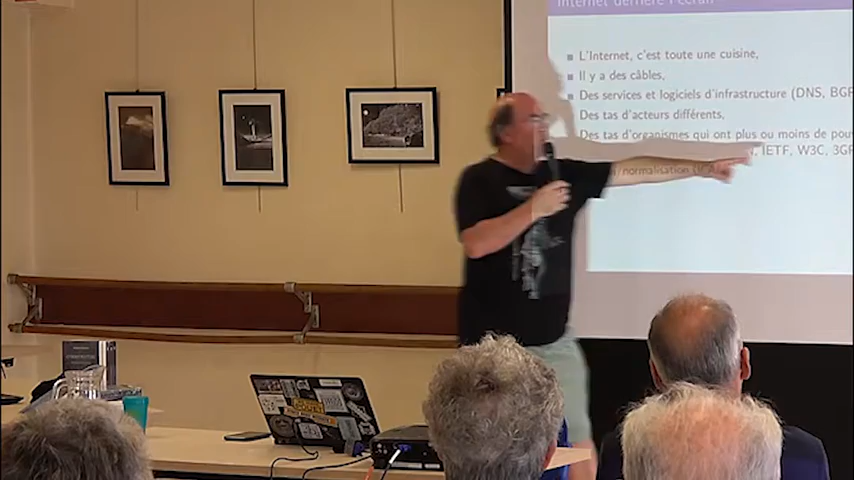 Internet derrière l'écran
L'Internet, c'est toute une cuisine,
Il y a des câbles,
Des services et logiciels d'infrastructure (DNS, BGP
Des tas d'acteurs différents,
Des tas d'organismes qui ont plus ou moins de pouvo
IETF, W3C, 3GP
normalisation